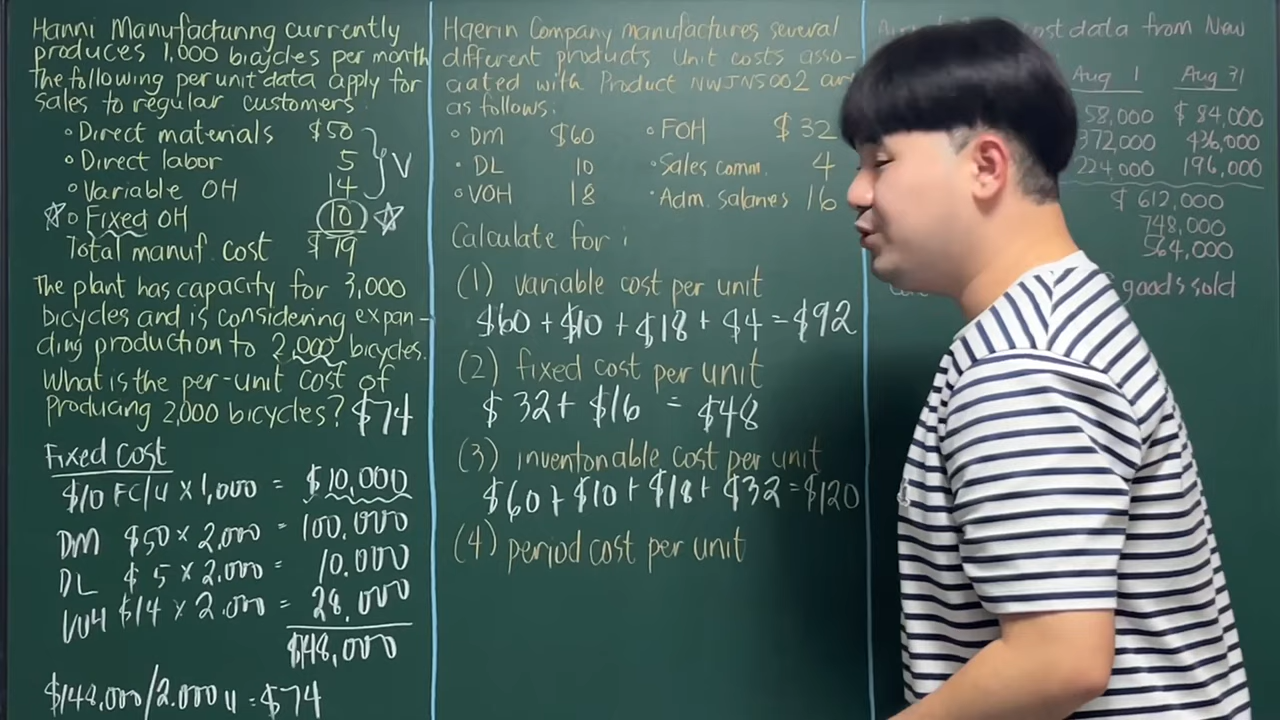 Hanni Manufacturing currently
produces 1,000 bicycles per month
The following per unit data apply for
sales to regular customers:
• Direct materials $50
• Direct labor 5
• Variable OH 14
} V
☆ • Fixed OH 10 ☆
Total manuf. cost $79
The plant has capacity for 3,000
bicycles and is considering expan-
ding production to 2,000 bicycles.
What is the per-unit cost of
producing 2,000 bicycles? $74
Fixed Cost
$10 FC/u × 1,000 = $10,000
DM $50 × 2,000 = 100,000
DL $ 5 × 2,000 = 10,000
VOH $14 × 2,000 = 28,000
$148,000
$148,000/2,000 u = $74
Haerin Company manufactures several
different products. Unit costs asso-
ciated with Product NWJNS002 are
as follows:
• DM $60 • FOH $32
• DL 10 • Sales comm. 4
• VOH 18 • Adm. salaries 16
Calculate for:
(1) variable cost per unit
$60 + $10 + $18 + $4 = $92
(2) fixed cost per unit
$32 + $16 = $48
(3) inventoriable cost per unit
$60 + $10 + $18 + $32 = $120
(4) period cost per unit
cost data from New
Aug 1 Aug 31
58,000 $84,000
372,000 436,000
224,000 196,000
$612,000
748,000
564,000
goods sold